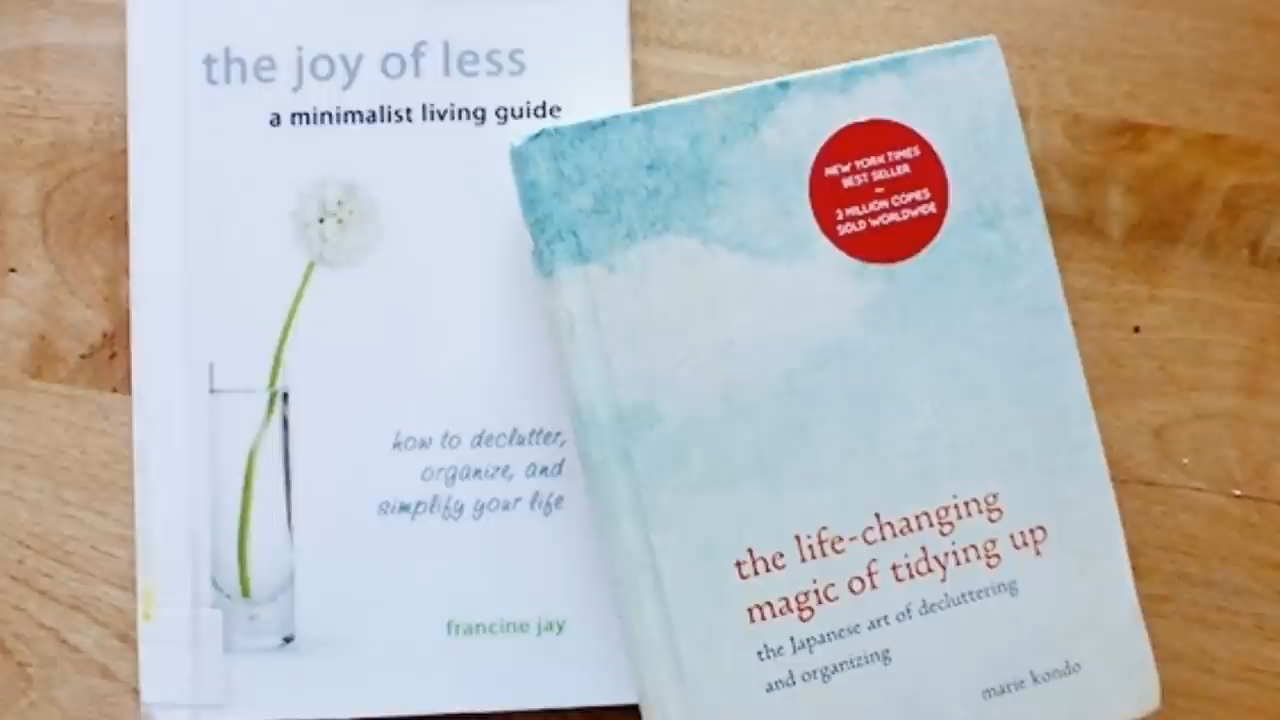 the joy of less
a minimalist living guide
how to declutter,
organize, and
simplify your life
francine jay
NEW YORK TIMES
BEST SELLER
~
3 MILLION COPIES
SOLD WORLDWIDE
the life-changing
magic of tidying up
the Japanese art of decluttering
and organizing
marie kondo